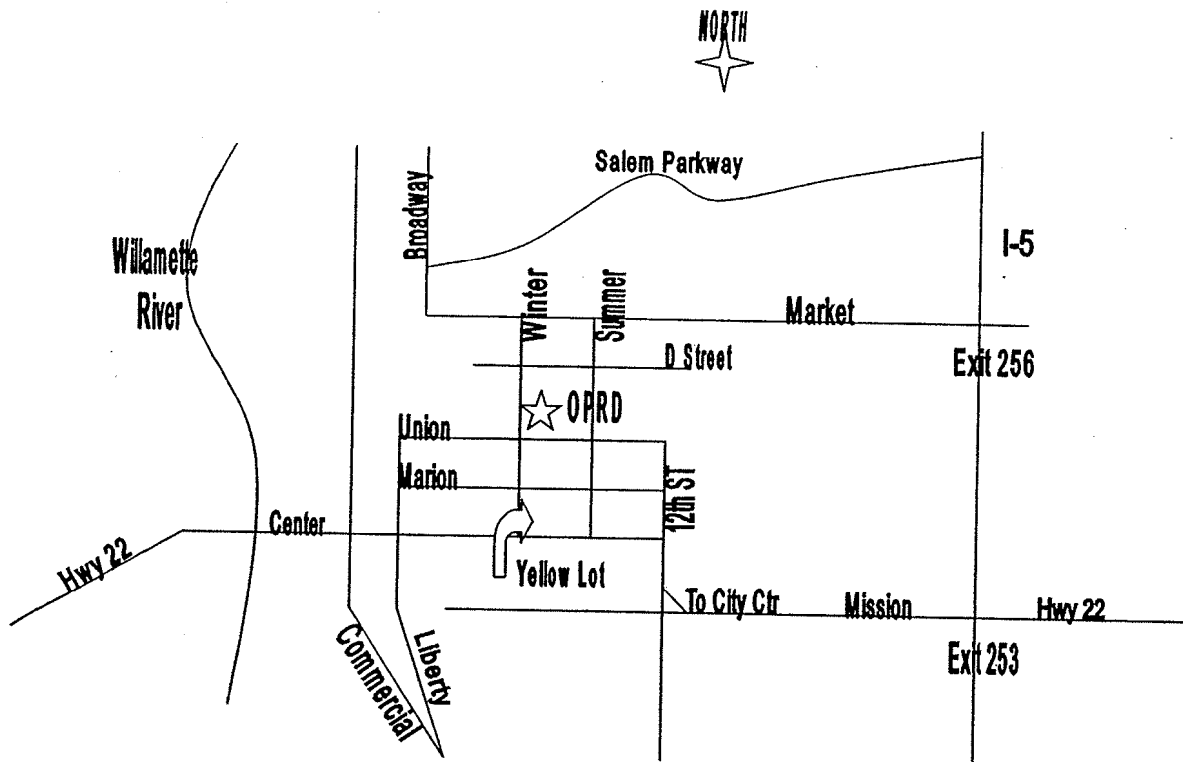 NORTH
Salem Parkway
Broadway
Willamette
River
I-5
Winter
Summer
Market
D Street
Exit 256
OPRD
Union
Marion
12th ST
Center
Hwy 22
Yellow Lot
To City Ctr
Mission
Hwy 22
Commercial
Liberty
Exit 253